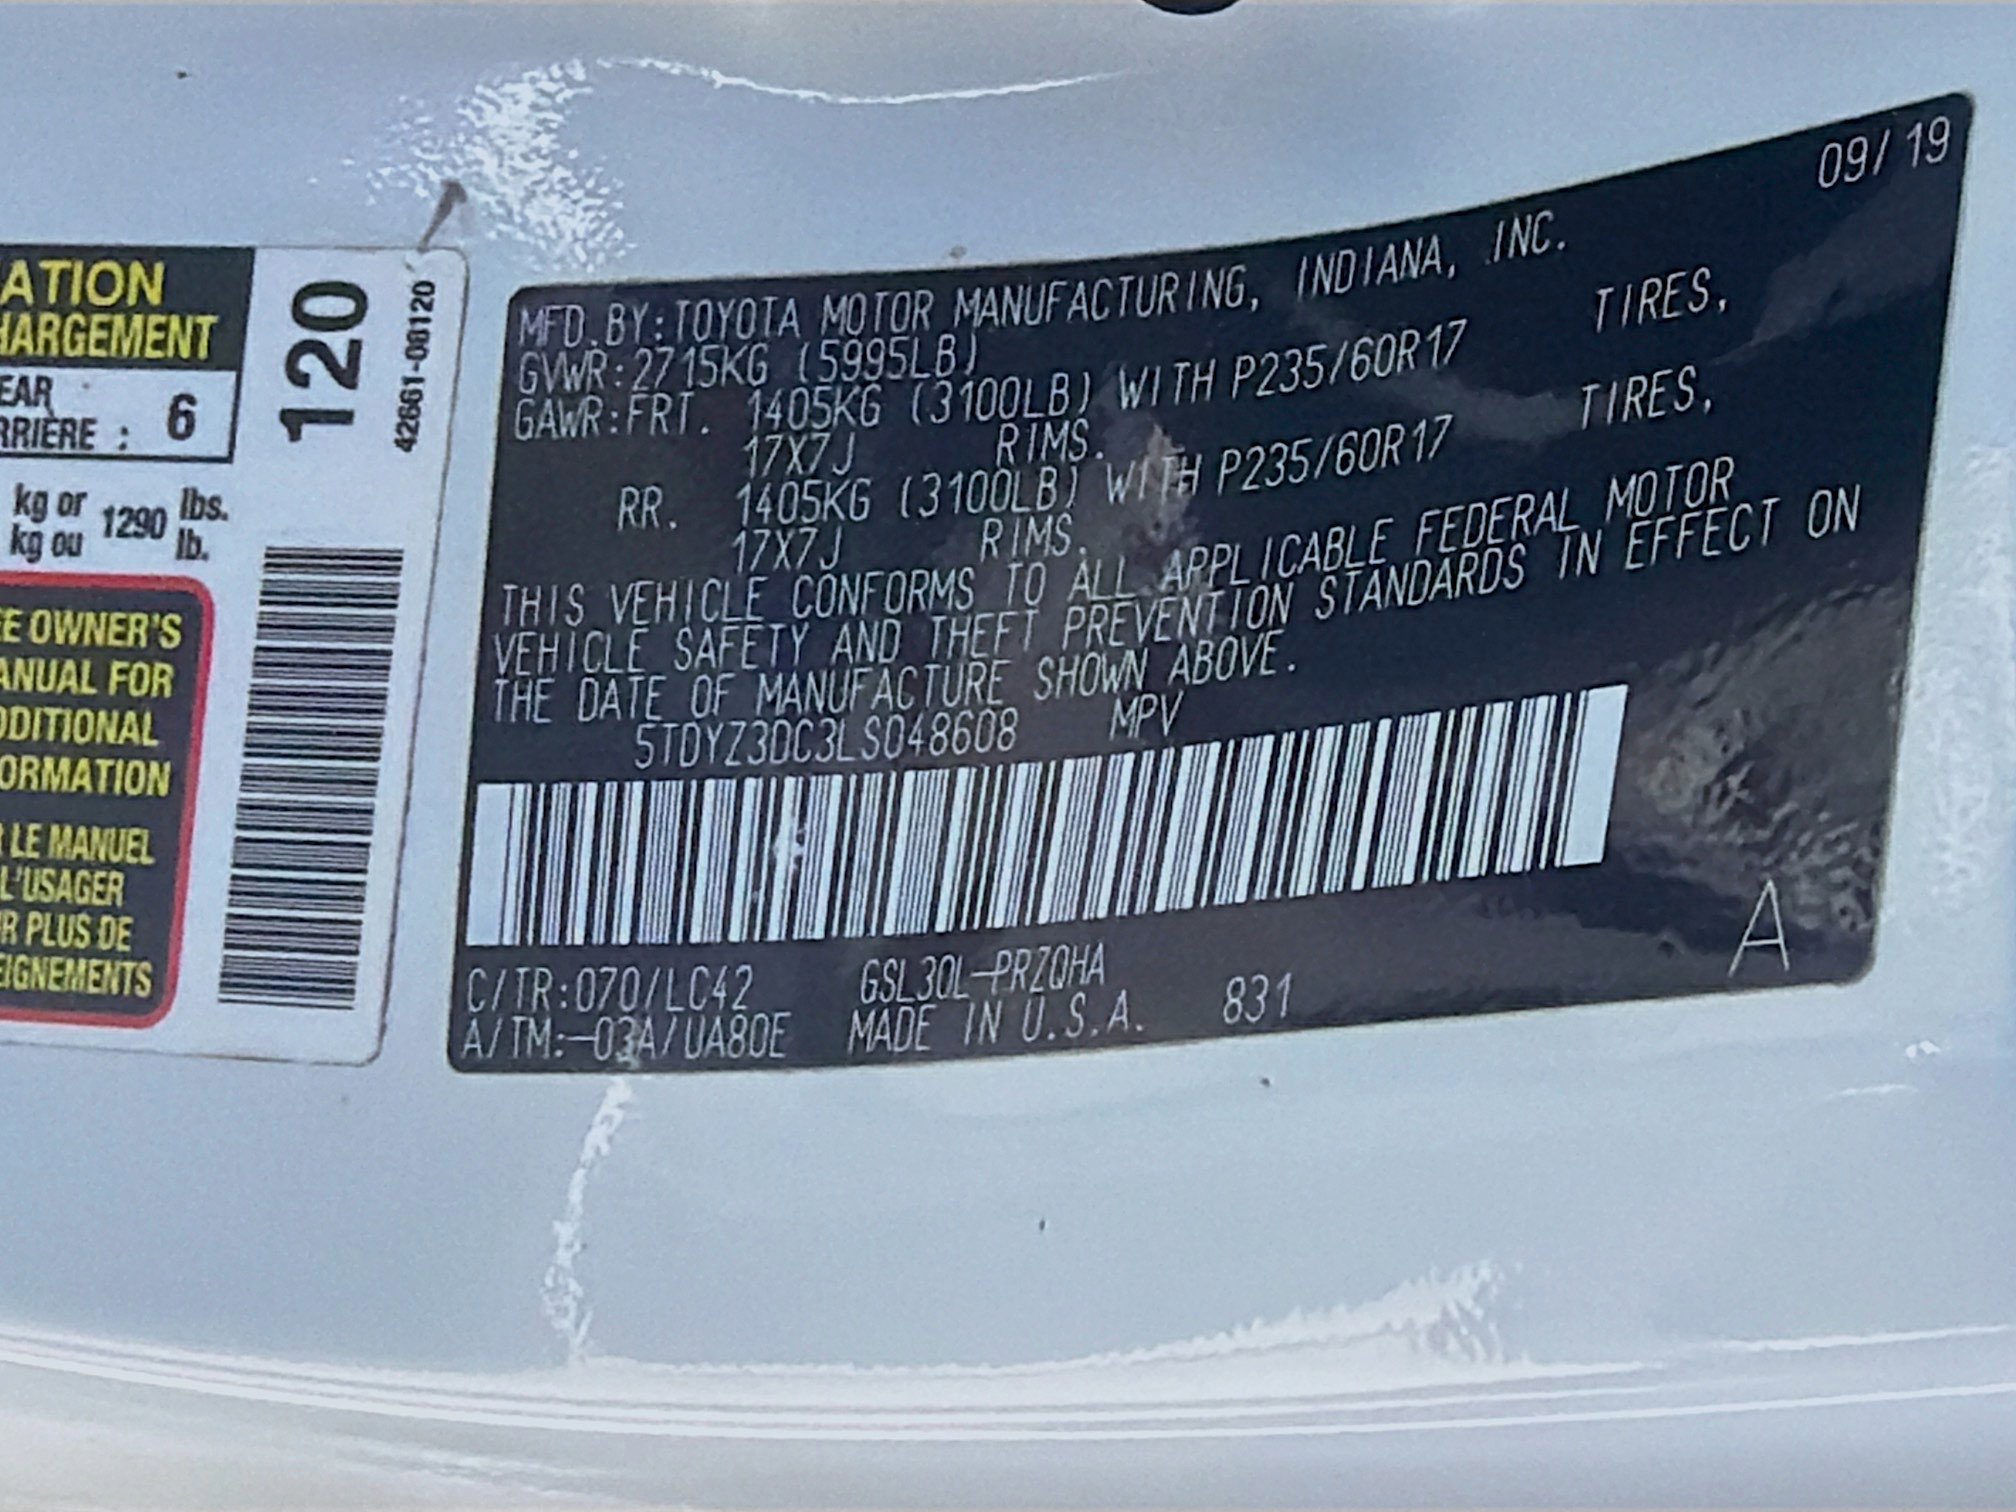 ATION
HARGEMENT
EAR
RRIÈRE : 6
kg or
kg ou 1290 lbs.
lb.
EE OWNER'S
ANUAL FOR
DDITIONAL
ORMATION
R LE MANUEL
L'USAGER
R PLUS DE
EIGNEMENTS
120
42661-08120
09/19
MFD.BY:TOYOTA MOTOR MANUFACTURING, INDIANA, INC.
GVWR:2715KG (5995LB)
GAWR:FRT. 1405KG (3100LB) WITH P235/60R17 TIRES,
17X7J RIMS.
RR. 1405KG (3100LB) WITH P235/60R17 TIRES,
17X7J RIMS.
THIS VEHICLE CONFORMS TO ALL APPLICABLE FEDERAL MOTOR
VEHICLE SAFETY AND THEFT PREVENTION STANDARDS IN EFFECT ON
THE DATE OF MANUFACTURE SHOWN ABOVE.
5TDYZ3DC3LS048608 MPV
C/TR:070/LC42 GSL30L-PRZQHA
A/TM:-03A/UA80E MADE IN U.S.A. 831
A